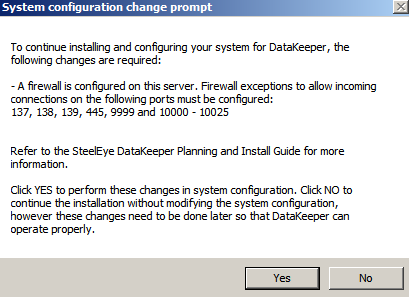 System configuration change prompt
To continue installing and configuring your system for DataKeeper, the
following changes are required:
- A firewall is configured on this server. Firewall exceptions to allow incoming
connections on the following ports must be configured:
137, 138, 139, 445, 9999 and 10000 - 10025
Refer to the SteelEye DataKeeper Planning and Install Guide for more
information.
Click YES to perform these changes in system configuration. Click NO to
continue the installation without modifying the system configuration,
however these changes need to be done later so that DataKeeper can
operate properly.
Yes
No